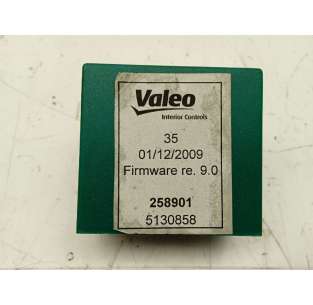 Valeo
Interior Controls
35
01/12/2009
Firmware re. 9.0
258901
5130858